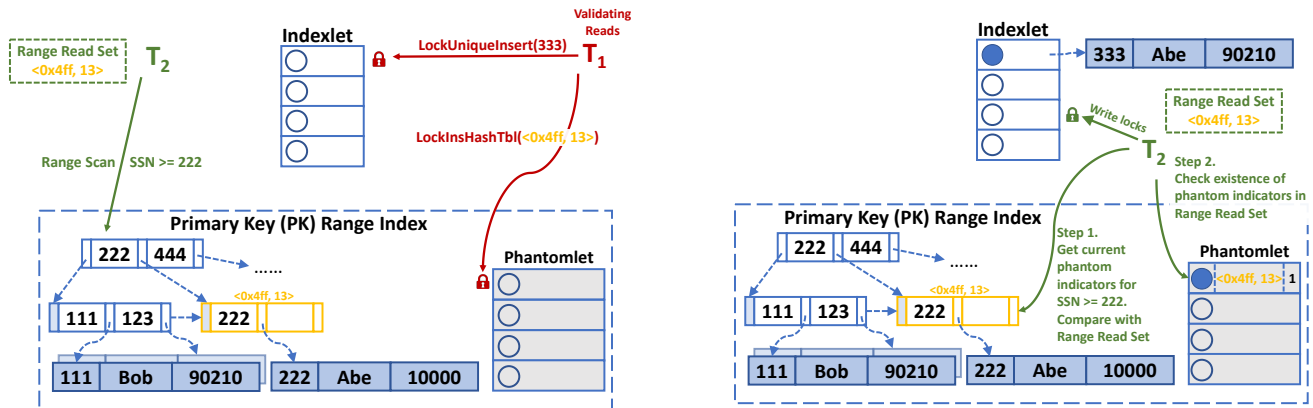 Range Read Set
<0x4ff, 13>
T2
Indexlet
LockUniqueInsert(333)
Validating
Reads
T1
LockInsHashTbl(<0x4ff, 13>)
Range Scan SSN >= 222
Primary Key (PK) Range Index
222 444
......
Phantomlet
<0x4ff, 13>
111 123 222
111 Bob 90210
222 Abe 10000
Indexlet
333 Abe 90210
Range Read Set
<0x4ff, 13>
Write locks
T2
Step 2.
Check existence of
phantom indicators in
Range Read Set
Primary Key (PK) Range Index
222 444
......
Step 1.
Get current
phantom
indicators for
SSN >= 222.
Compare with
Range Read Set
Phantomlet
<0x4ff, 13> 1
<0x4ff, 13>
111 123 222
111 Bob 90210
222 Abe 10000